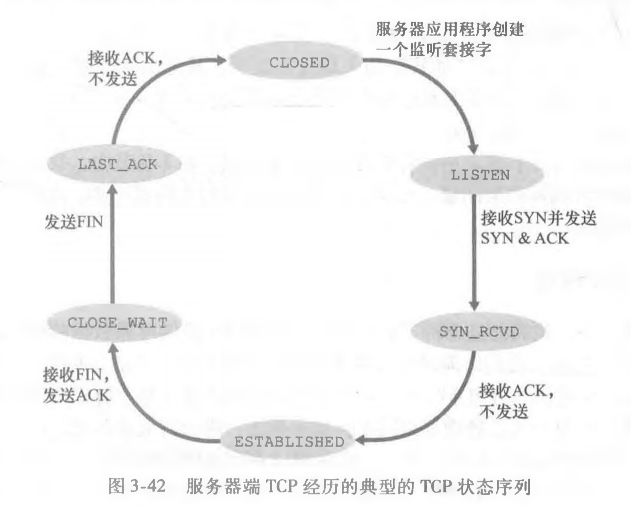 服务器应用程序创建
一个监听套接字
接收ACK,
不发送
CLOSED
LAST_ACK
LISTEN
发送FIN
接收SYN并发送
SYN & ACK
CLOSE_WAIT
SYN_RCVD
接收FIN,
发送ACK
接收ACK,
不发送
ESTABLISHED
图 3-42 服务器端 TCP 经历的典型的 TCP 状态序列